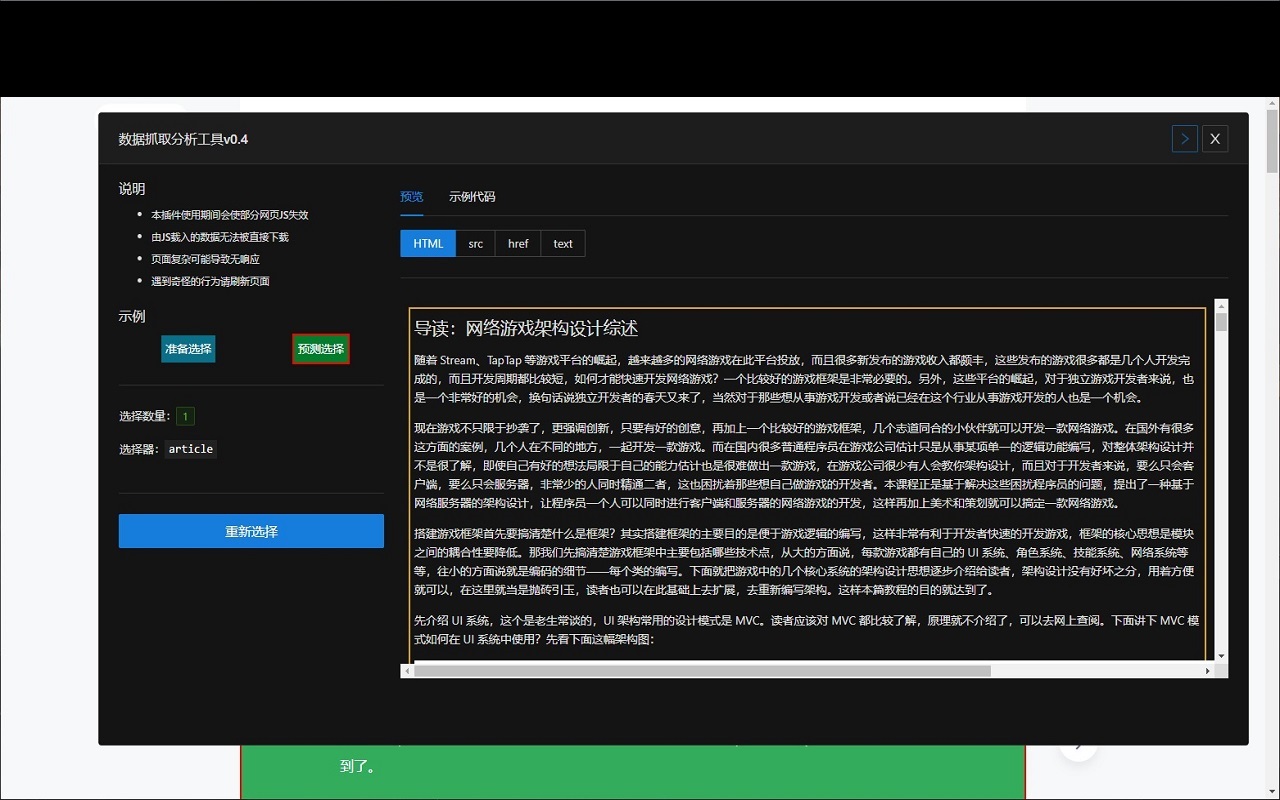 数据抓取分析工具v0.4
X
说明
本插件使用期间会使部分网页JS失效
由JS载入的数据无法被直接下载
页面复杂可能导致无响应
遇到奇怪的行为请刷新页面
示例
准备选择 预测选择
选择数量： 1
选择器： article
重新选择
预览 示例代码
HTML src href text
导读：网络游戏架构设计综述
随着 Stream、TapTap 等游戏平台的崛起，越来越多的网络游戏在此平台投放，而且很多新发布的游戏收入都颇丰，这些发布的游戏很多都是几个人开发完
成的，而且开发周期都比较短，如何才能快速开发网络游戏？一个比较好的游戏框架是非常必要的。另外，这些平台的崛起，对于独立游戏开发者来说，也
是一个非常好的机会，换句话说独立开发者的春天又来了，当然对于那些想从事游戏开发或者说已经在这个行业从事游戏开发的人也是一个机会。
现在游戏不只限于抄袭了，更强调创新，只要有好的创意，再加上一个比较好的游戏框架，几个志道同合的小伙伴就可以开发一款网络游戏。在国外有很多
这方面的案例，几个人在不同的地方，一起开发一款游戏。而在国内很多普通程序员在游戏公司估计只是从事某项单一的逻辑功能编写，对整体架构设计并
不是很了解，即使自己有好的想法局限于自己的能力估计也是很难做出一款游戏，在游戏公司很少有人会教你架构设计，而且对于开发者来说，要么只会客
户端，要么只会服务器，非常少的人同时精通二者，这也困扰着那些想自己做游戏的开发者。本课程正是基于解决这些困扰程序员的问题，提出了一种基于
网络服务器的架构设计，让程序员一个人可以同时进行客户端和服务器的网络游戏的开发，这样再加上美术和策划就可以搞定一款网络游戏。
搭建游戏框架首先要搞清楚什么是框架？其实搭建框架的主要目的是便于游戏逻辑的编写，这样非常有利于开发者快速的开发游戏，框架的核心思想是模块
之间的耦合性要降低。那我们先搞清楚游戏框架中主要包括哪些技术点，从大的方面说，每款游戏都有自己的 UI 系统、角色系统、技能系统、网络系统等
等，往小的方面说就是编码的细节——每个类的编写。下面就把游戏中的几个核心系统的架构设计思想逐步介绍给读者，架构设计没有好坏之分，用着方便
就可以，在这里就当是抛砖引玉，读者也可以在此基础上去扩展，去重新编写架构。这样本篇教程的目的就达到了。
先介绍 UI 系统，这个是老生常谈的，UI 架构常用的设计模式是 MVC。读者应该对 MVC 都比较了解，原理就不介绍了，可以去网上查阅。下面讲下 MVC 模
式如何在 UI 系统中使用？先看下面这幅架构图：
到了。